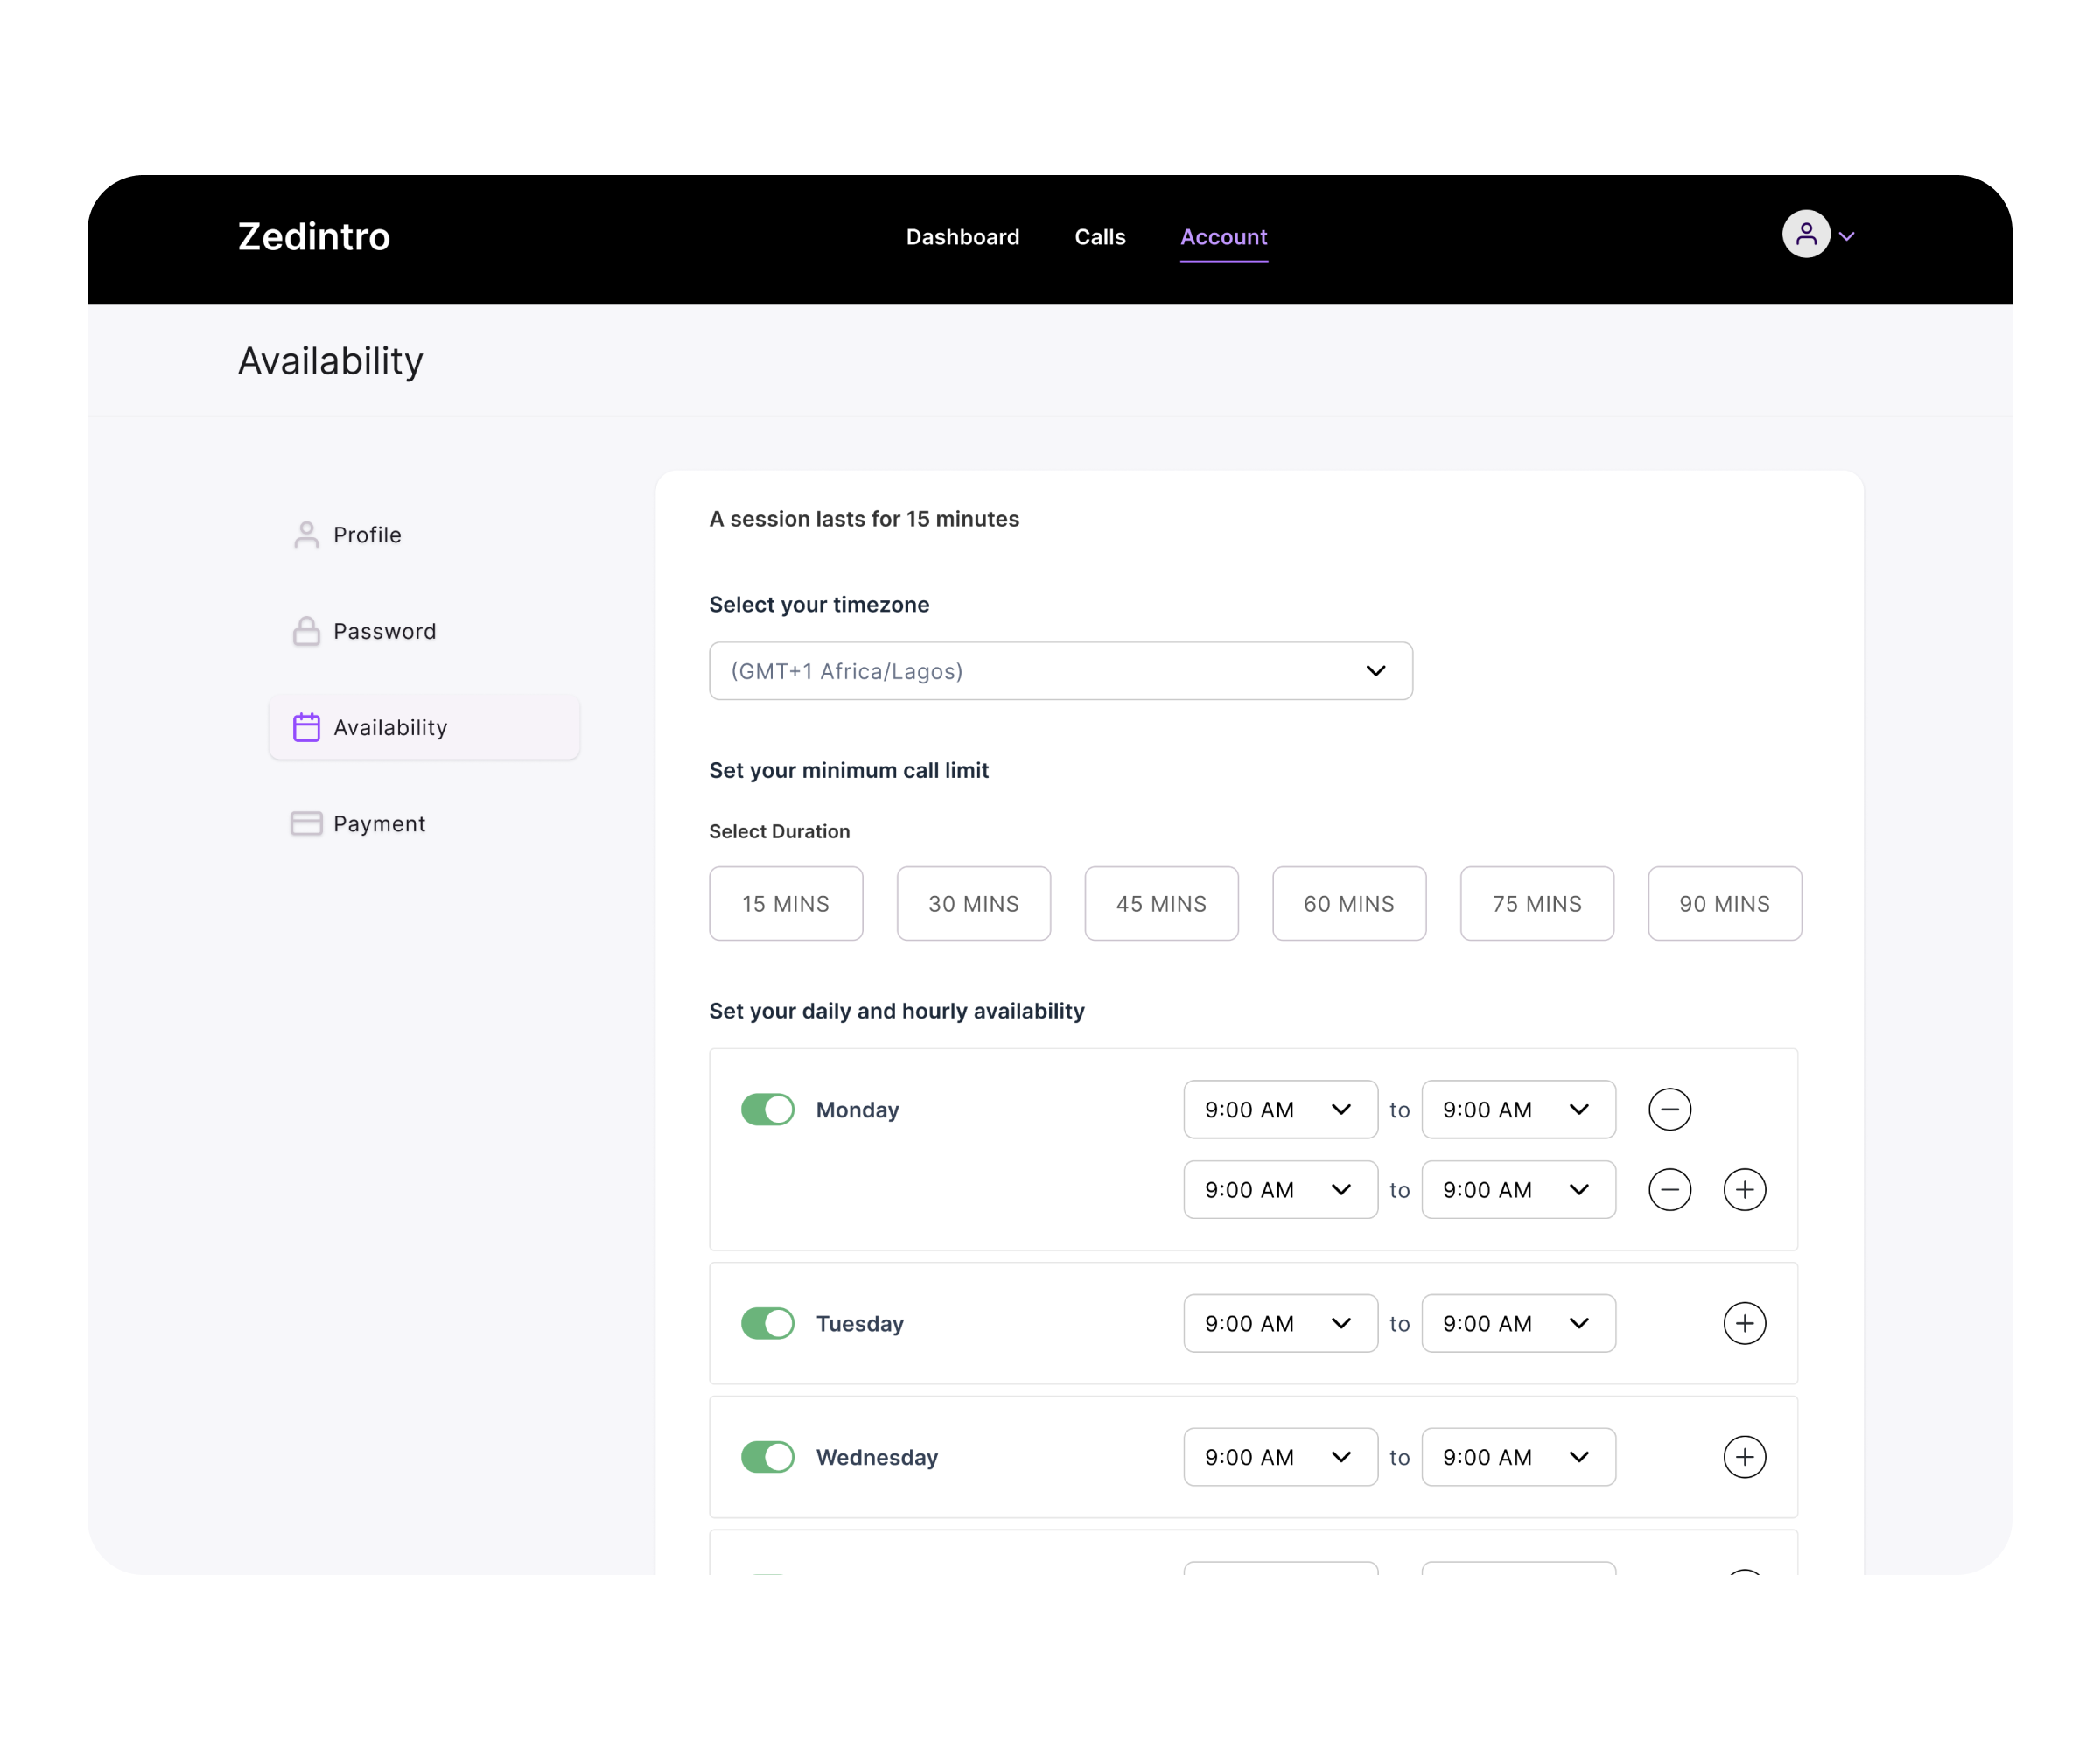 Zedintro
Dashboard Calls Account
Availability
Profile
Password
Availability
Payment
A session lasts for 15 minutes
Select your timezone
(GMT+1 Africa/Lagos)
Set your minimum call limit
Select Duration
15 MINS 30 MINS 45 MINS 60 MINS 75 MINS 90 MINS
Set your daily and hourly availability
Monday 9:00 AM to 9:00 AM
9:00 AM to 9:00 AM
Tuesday 9:00 AM to 9:00 AM
Wednesday 9:00 AM to 9:00 AM